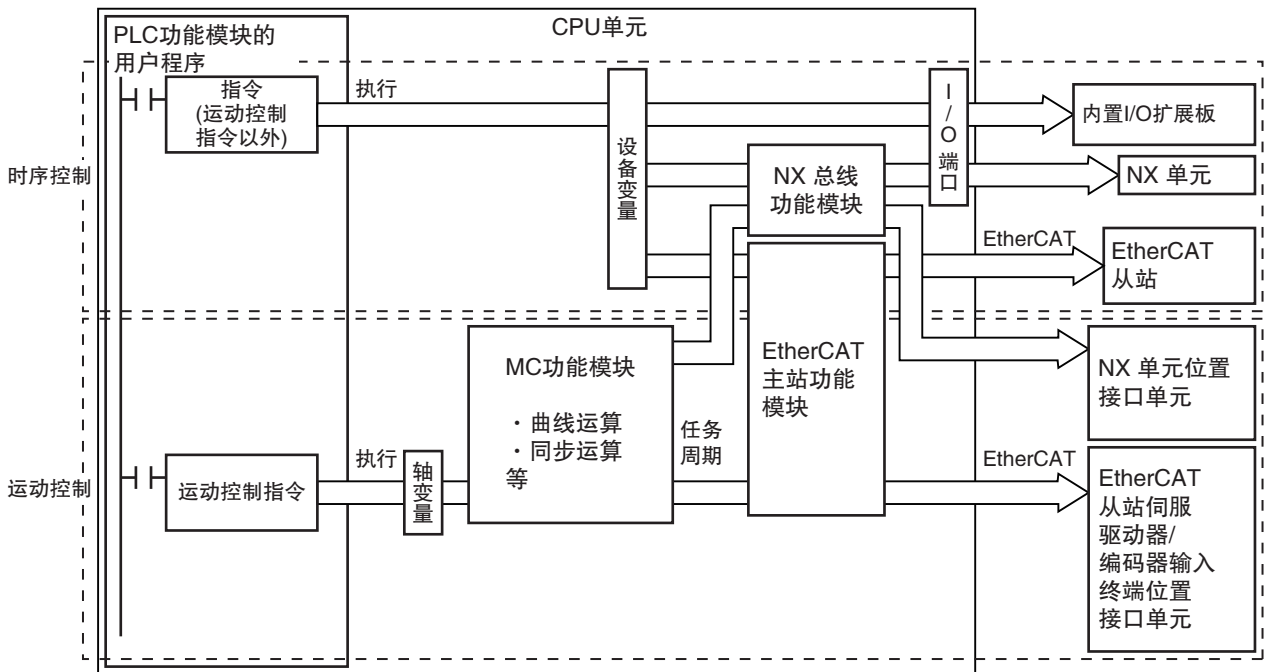 CPU单元
PLC功能模块的
用户程序
时序控制
指令
(运动控制
指令以外)
执行
设备变量
I/O端口
内置I/O扩展板
NX 总线
功能模块
NX 单元
EtherCAT
EtherCAT
从站
运动控制
运动控制指令
执行
轴变量
MC功能模块
・曲线运算
・同步运算
等
任务
周期
EtherCAT
主站功能
模块
NX 单元位置
接口单元
EtherCAT
EtherCAT
从站伺服
驱动器/
编码器输入
终端位置
接口单元